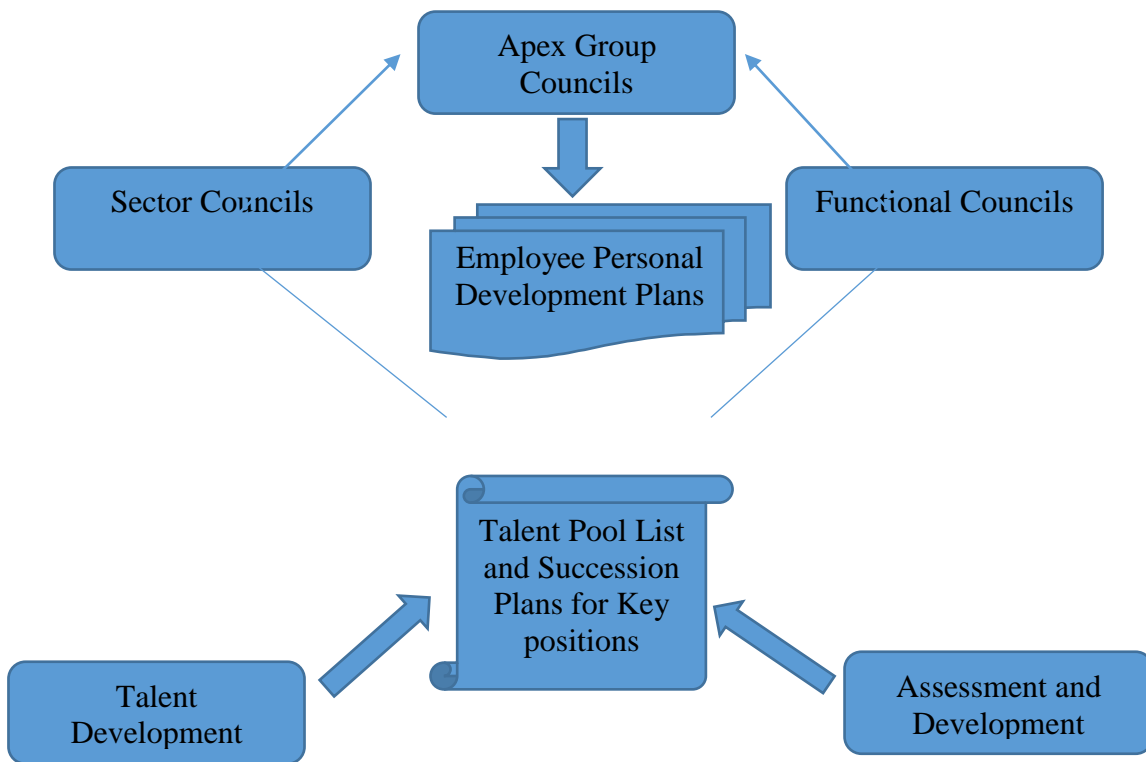 Apex Group
Councils
Sector Councils
Functional Councils
Employee Personal
Development Plans
Talent Pool List
and Succession
Plans for Key
positions
Talent
Development
Assessment and
Development